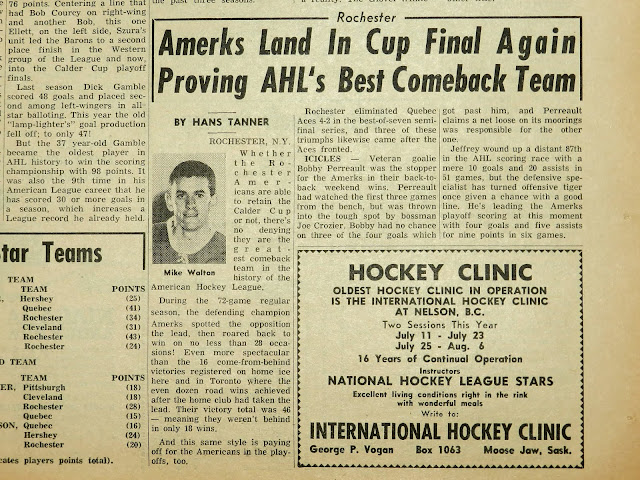 76 points. Centering a line that
had Bob Courcy on right-wing
and another Bob, this one
Ellett, on the left side, Szura's
unit led the Barons to a second
place finish in the Western
group of the League and now,
into the Calder Cup playoff
finals.
Last season Dick Gamble
scored 48 goals and placed sec-
ond among left-wingers in all-
star balloting. This year the old
"lamp-lighter's" goal production
fell off; to only 47!
But the 37 year-old Gamble
became the oldest player in
AHL history to win the scoring
championship with 98 points. It
was also the 9th time in his
American League career that he
has scored 30 or more goals in
a season, which increases a
League record he already held.
Star Teams
TEAM
TEAM POINTS
Hershey (25)
Quebec (41)
Rochester (34)
Cleveland (31)
Rochester (43)
Rochester (24)
D TEAM
TEAM POINTS
ER, Pittsburgh (18)
Cleveland (18)
Rochester (28)
Quebec (15)
SON, Quebec (16)
Hershey (24)
Rochester (20)
cates players points total).
Rochester
Amerks Land In Cup Final Again
Proving AHL's Best Comeback Team
BY HANS TANNER
ROCHESTER, N.Y.
Whether
the Ro-
chester
Amer-
icans are able
to retain the
Calder Cup
or not, there's
no denying
they are the
great-
est comeback
team in the
history of the
Mike Walton
American Hockey League.
During the 72-game regular
season, the defending champion
Amerks spotted the opposition
the lead, then roared back to
win on no less than 28 occa-
sions! Even more spectacular
than the 16 come-from-behind
victories registered on home ice
here and in Toronto where the
even dozen road wins achieved
after the home club had taken the
lead. Their victory total was 46
— meaning they weren't behind
in only 18 wins.
And this same style is paying
off for the Americans in the play-
offs, too.
Rochester eliminated Quebec
Aces 4-2 in the best-of-seven semi-
final series, and three of these
triumphs likewise came after the
Aces fronted.
ICICLES — Veteran goalie
Bobby Perreault was the stopper
for the Amerks in their back-to-
back weekend wins. Perreault
had watched the first three games
from the bench, but was thrown
into the tough spot by bossman
Joe Crozier. Bobby had no chance
on three of the four goals which
got past him, and Perreault
claims a net loose on its moorings
was responsible for the other
one.
Jeffrey wound up a distant 87th
in the AHL scoring race with a
mere 10 goals and 20 assists in
51 games, but the defensive spe-
cialist has turned offensive tiger
once given a chance with a good
line. He's leading the Amerks
playoff scoring at this moment
with four goals and five assists
for nine points in six games.
HOCKEY CLINIC
OLDEST HOCKEY CLINIC IN OPERATION
IS THE INTERNATIONAL HOCKEY CLINIC
AT NELSON, B.C.
Two Sessions This Year
July 11 - July 23
July 25 - Aug. 6
16 Years of Continual Operation
Instructors
NATIONAL HOCKEY LEAGUE STARS
Excellent living conditions right in the rink
with wonderful meals
Write to:
INTERNATIONAL HOCKEY CLINIC
George P. Vogan Box 1063 Moose Jaw, Sask.